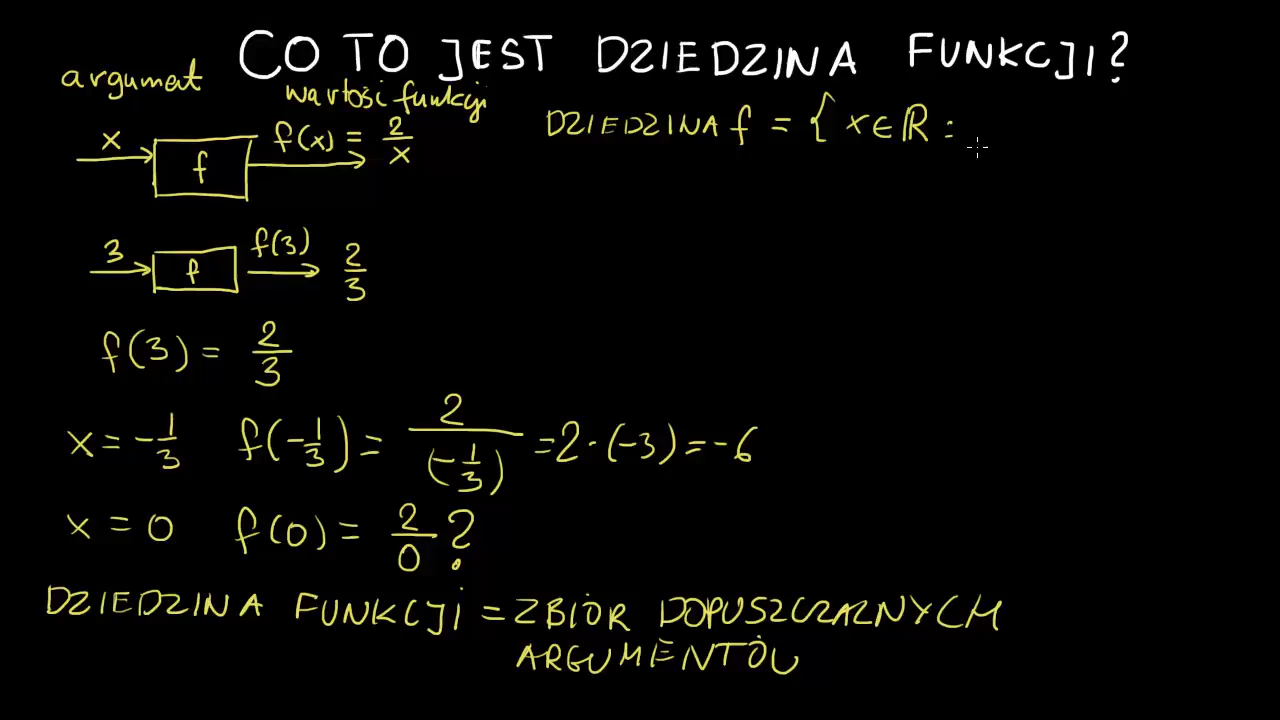 CO TO JEST DZIEDZINA FUNKCJI?
argument
wartość funkcji
x f f(x) = 2/x
DZIEDZINA f = { x ∈ ℝ :
3 f f(3) 2/3
f(3) = 2/3
x = -1/3 f(-1/3) = 2/(-1/3) = 2 · (-3) = -6
x = 0 f(0) = 2/0 ?
DZIEDZINA FUNKCJI = ZBIÓR DOPUSZCZALNYCH
ARGUMENTÓW